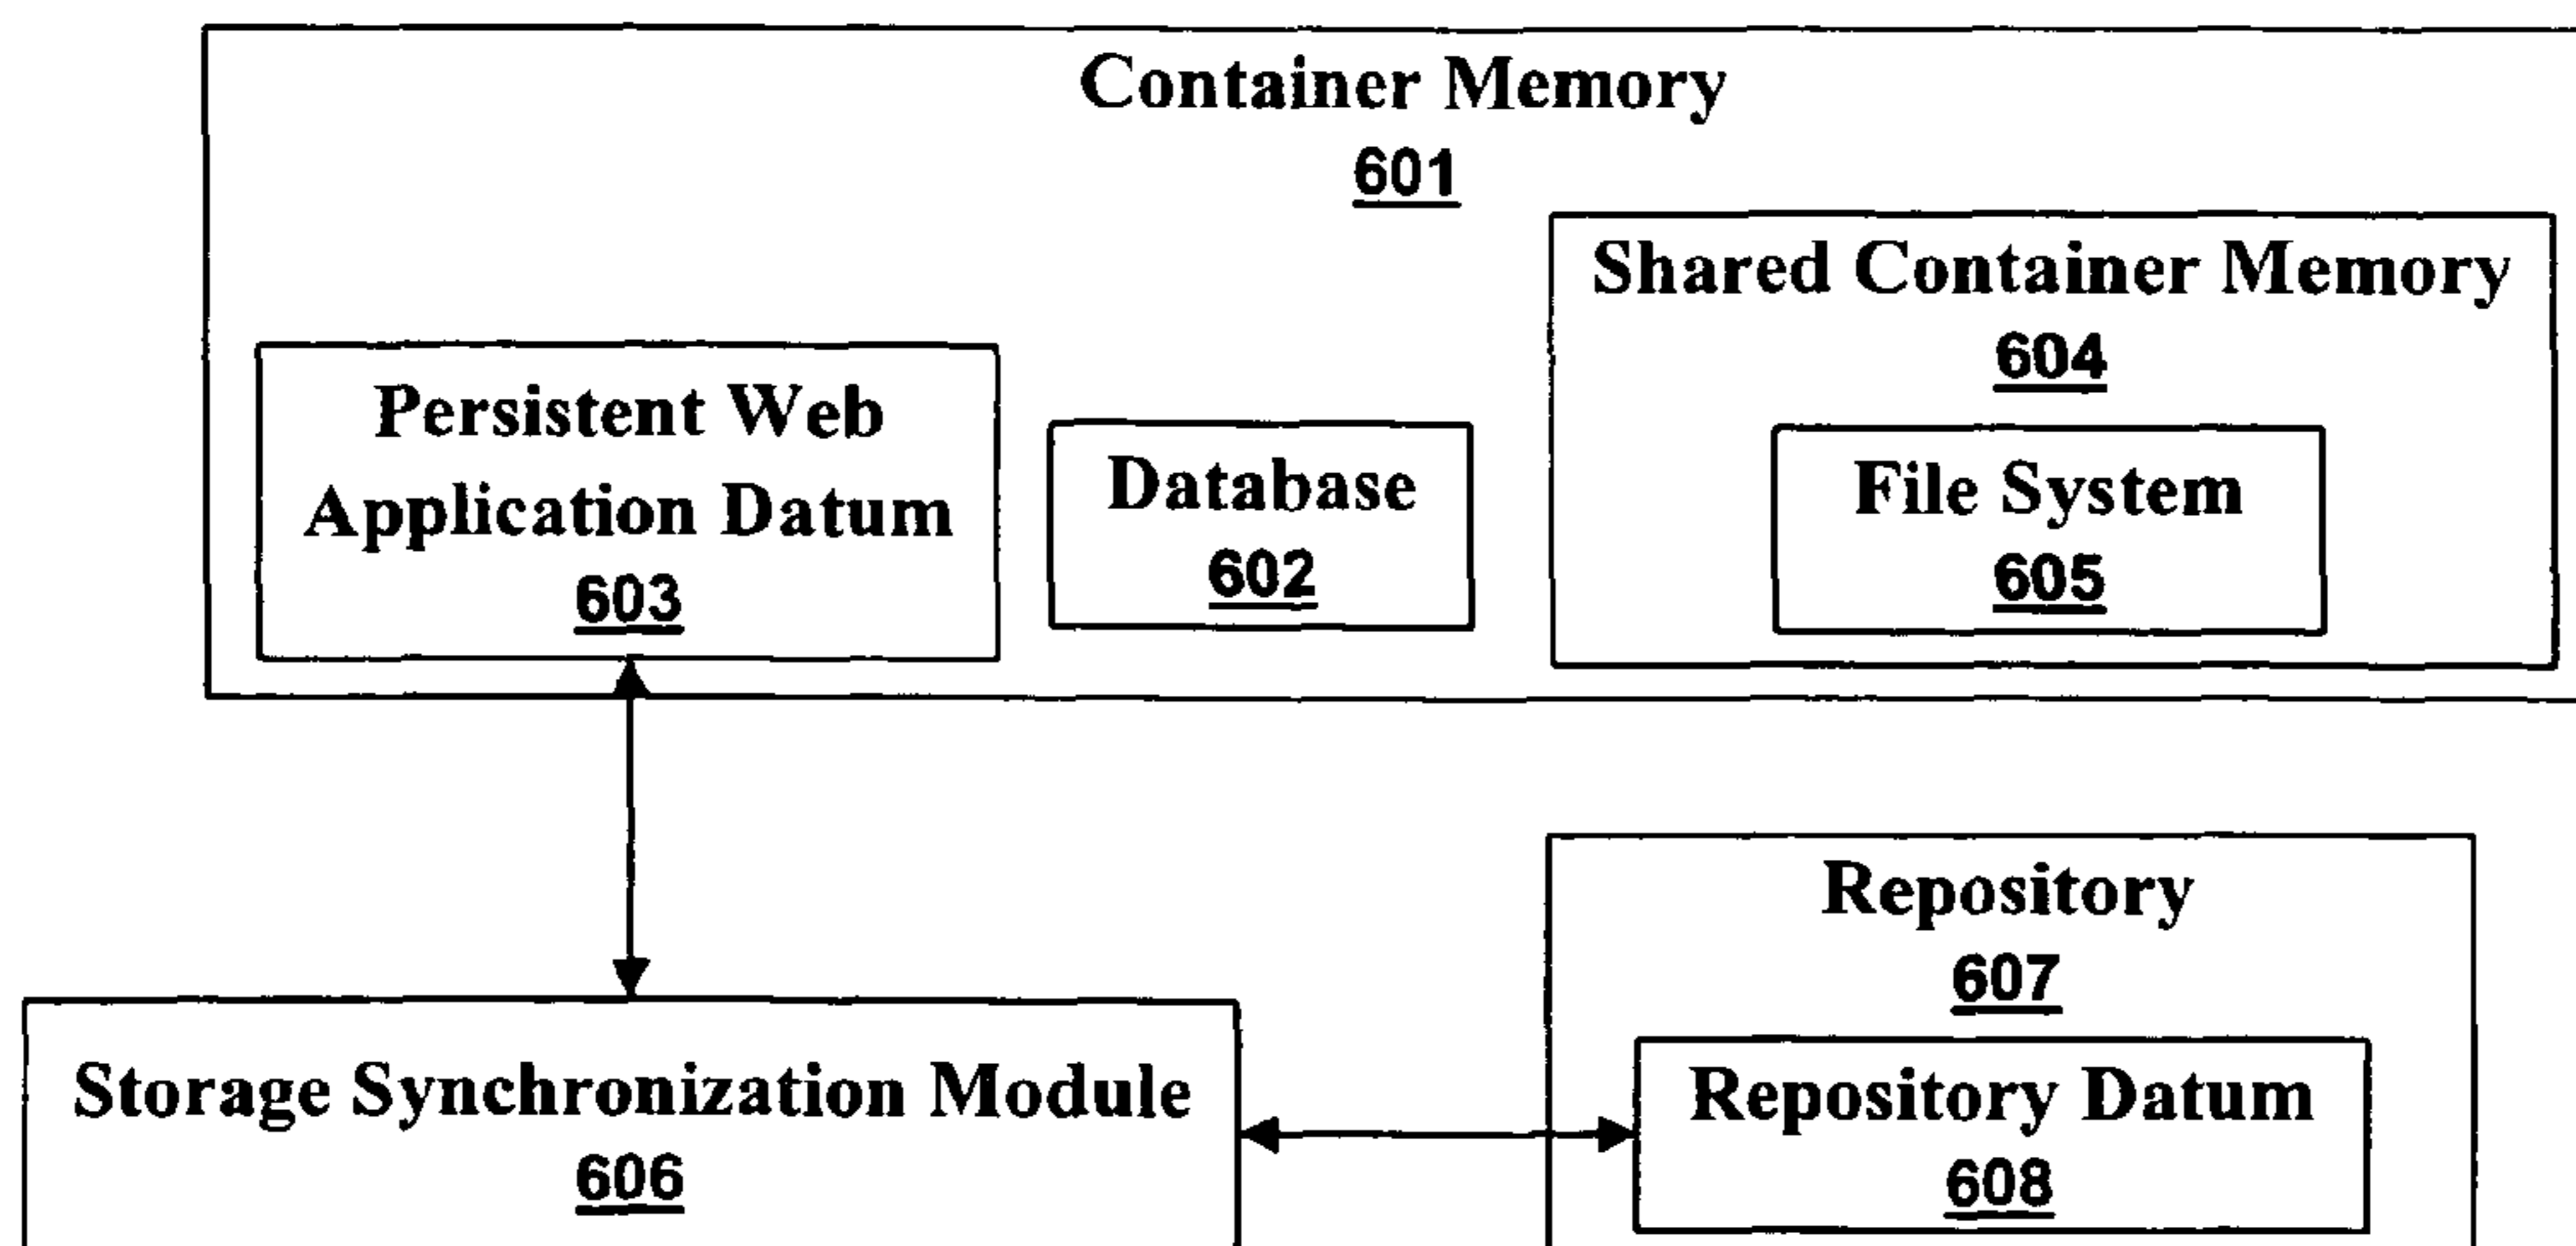 Container Memory
601
Shared Container Memory
604
Persistent Web
Application Datum
603
Database
602
File System
605
Repository
607
Storage Synchronization Module
606
Repository Datum
608